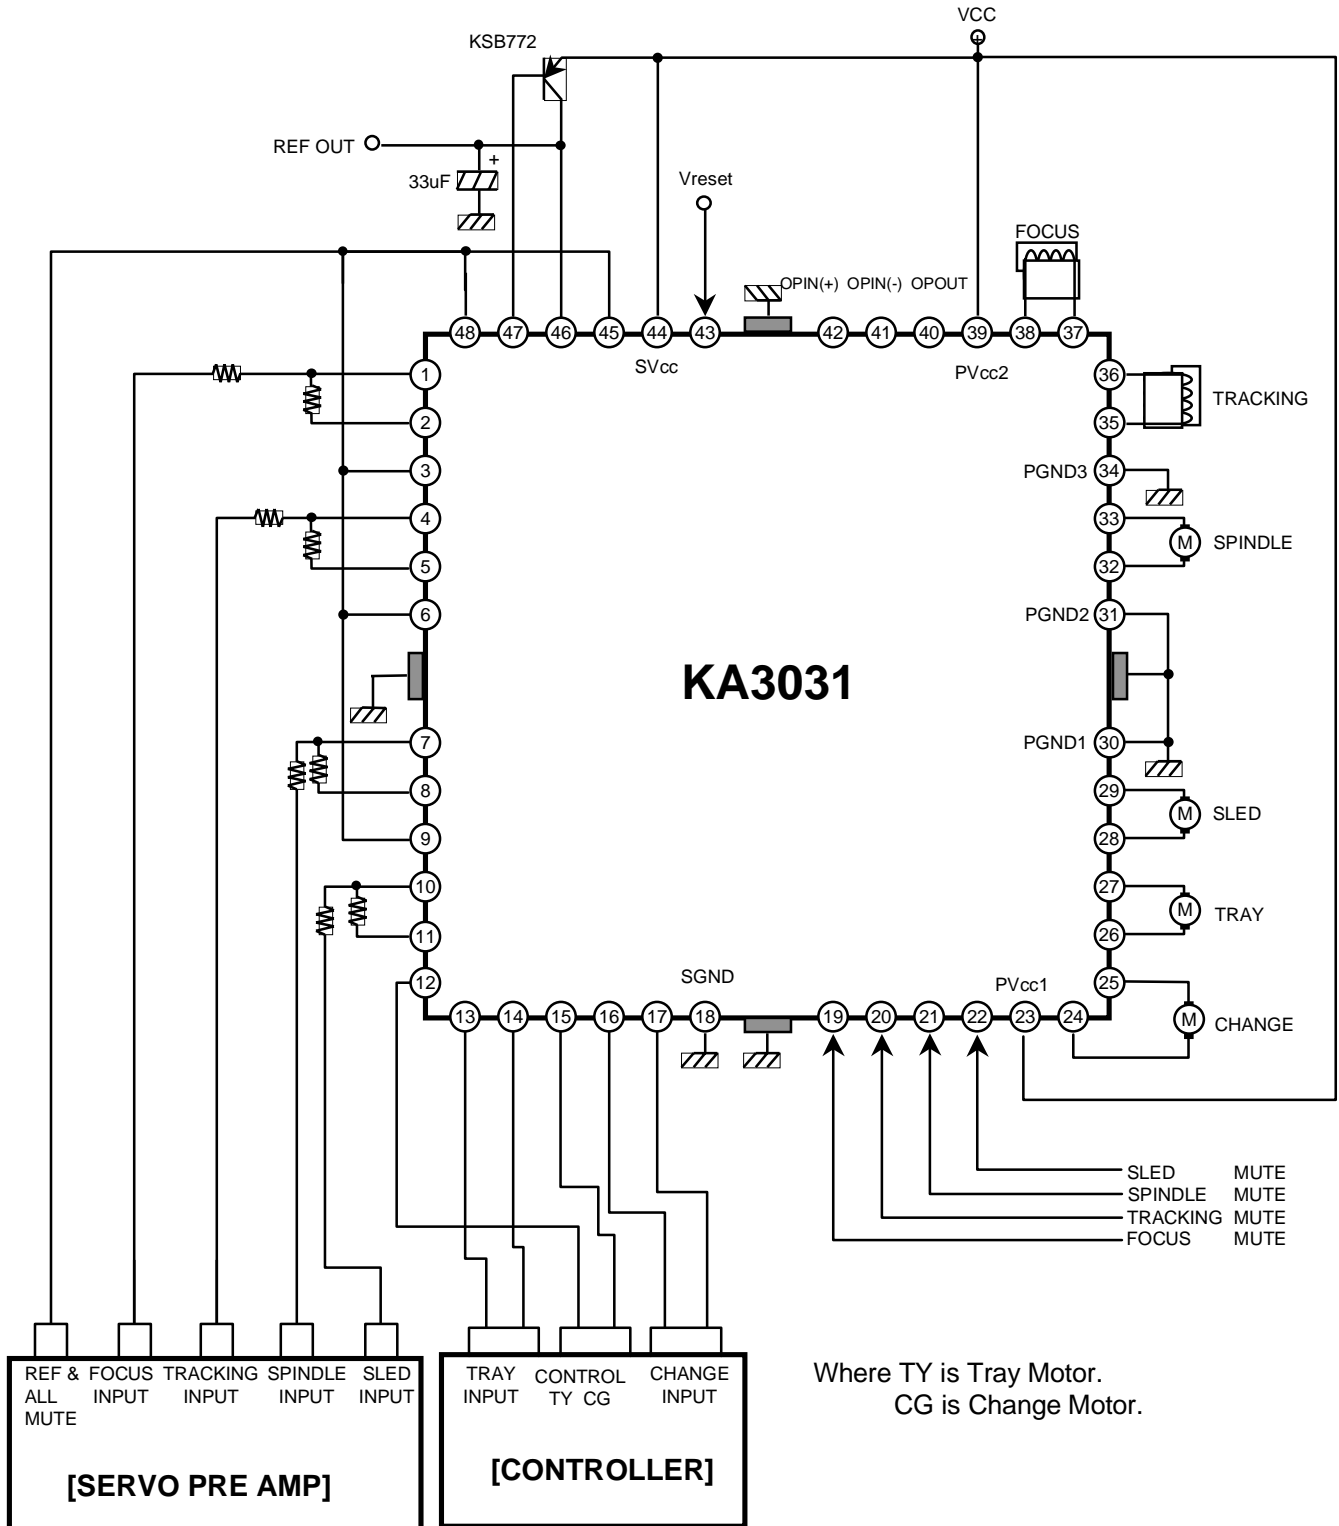 VCC
KSB772
REF OUT
+
33uF
Vreset
FOCUS
OPIN(+) OPIN(-) OPOUT
48 47 46 45 44 43 42 41 40 39 38 37
SVcc
PVcc2
1
2
3
4
5
6
7
8
9
10
11
12
36
TRACKING
35
PGND3 34
33
M SPINDLE
32
PGND2 31
KA3031
PGND1 30
29
M SLED
28
27
M TRAY
26
25
M CHANGE
SGND
PVcc1
13 14 15 16 17 18 19 20 21 22 23 24
SLED MUTE
SPINDLE MUTE
TRACKING MUTE
FOCUS MUTE
REF & ALL MUTE
FOCUS INPUT
TRACKING INPUT
SPINDLE INPUT
SLED INPUT
[SERVO PRE AMP]
TRAY INPUT
CONTROL TY CG
CHANGE INPUT
[CONTROLLER]
Where TY is Tray Motor.
CG is Change Motor.